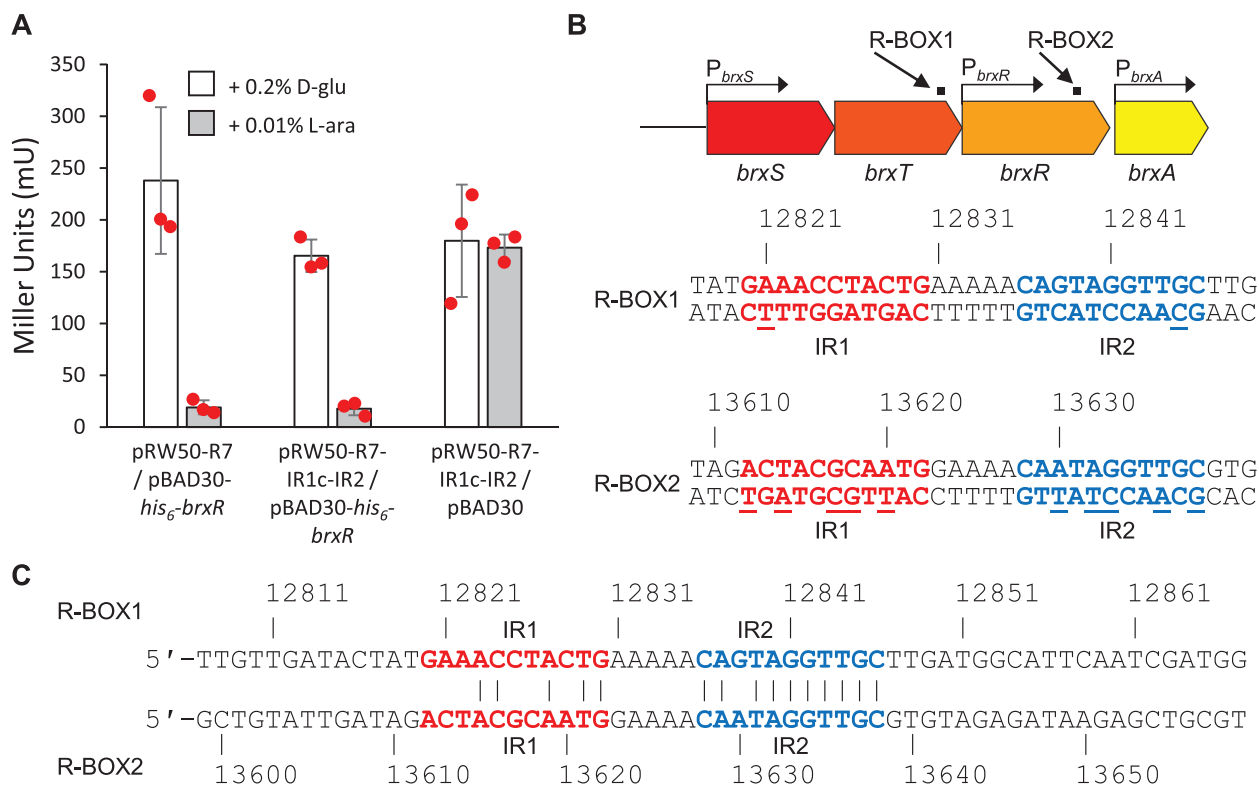 A
350
300
250
200
150
100
50
0
Miller Units (mU)
+ 0.2% D-glu
+ 0.01% L-ara
pRW50-R7
/ pBAD30-
his6-brxR
pRW50-R7-
IR1c-IR2 /
pBAD30-his6-
brxR
pRW50-R7-
IR1c-IR2 /
pBAD30
B
R-BOX1 R-BOX2
PbrxS PbrxR PbrxA
brxS brxT brxR brxA
12821 12831 12841
R-BOX1
TATGAAACCTACTGAAAAACAGTAGGTTGCTTG
ATACTTTGGATGACTTTTTGTCATCCAACGAAC
IR1 IR2
13610 13620 13630
R-BOX2
TAGACTACGCAATGGAAAACAATAGGTTGCGTG
ATCTGATGCGTTACCTTTTGTTATCCAACGCAC
IR1 IR2
C
R-BOX1
12811 12821 12831 12841 12851 12861
IR1 IR2
5′-TTGTTGATACTATGAAACCTACTGAAAAACAGTAGGTTGCTTGATGGCATTCAATCGATGG
5′-GCTGTATTGATAGACTACGCAATGGAAAACAATAGGTTGCGTGTAGAGATAAGAGCTGCGT
IR1 IR2
R-BOX2
13600 13610 13620 13630 13640 13650